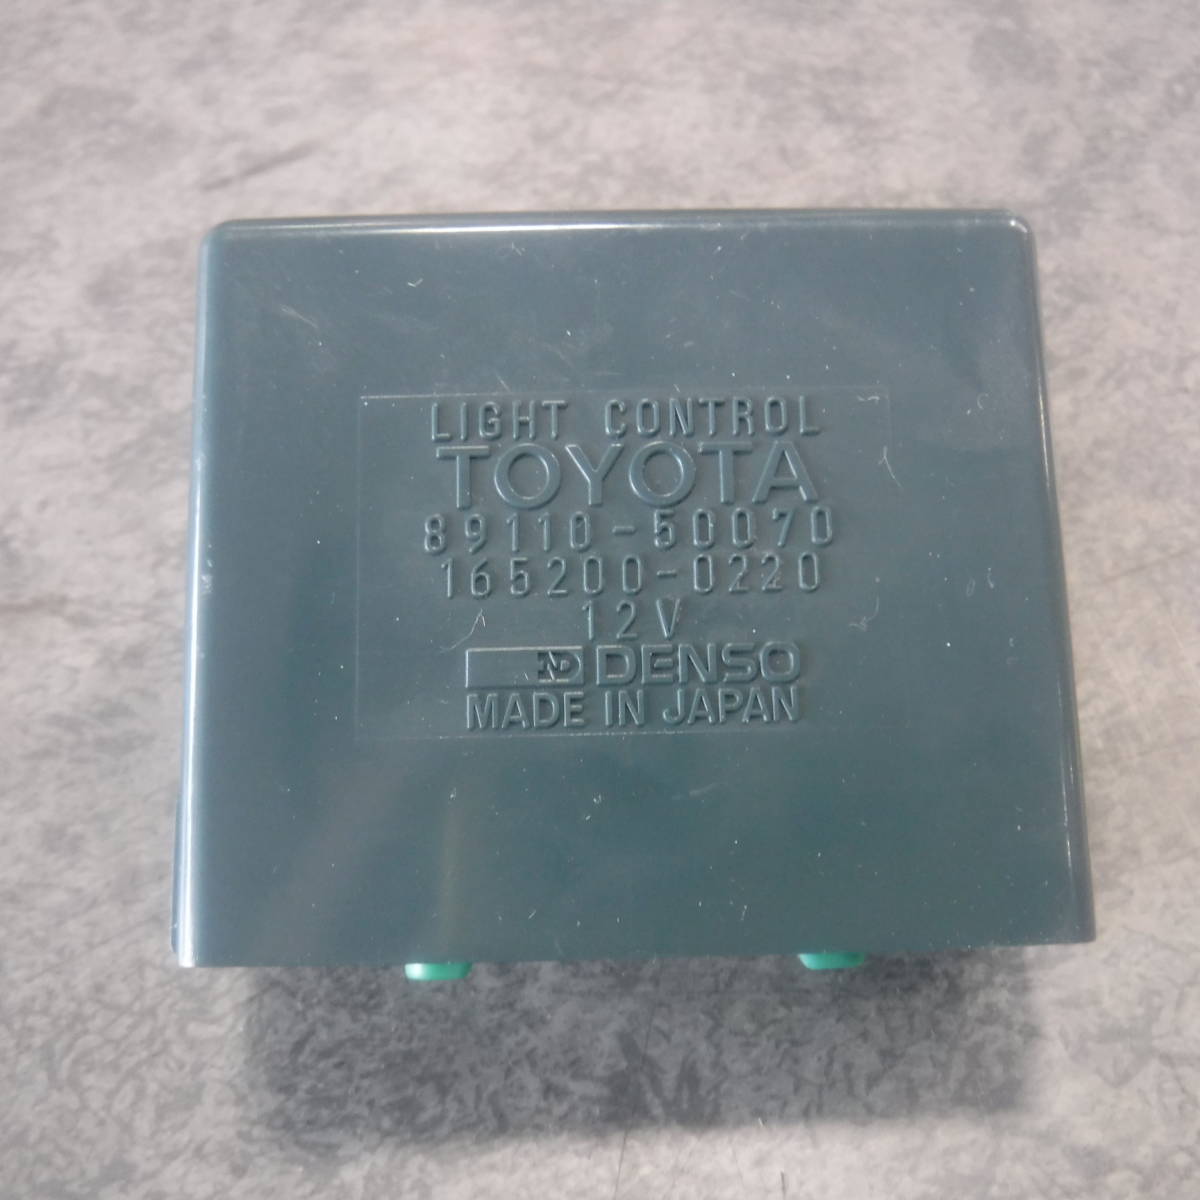 LIGHT CONTROL
TOYOTA
89110-50070
165200-0220
12V
ND DENSO
MADE IN JAPAN